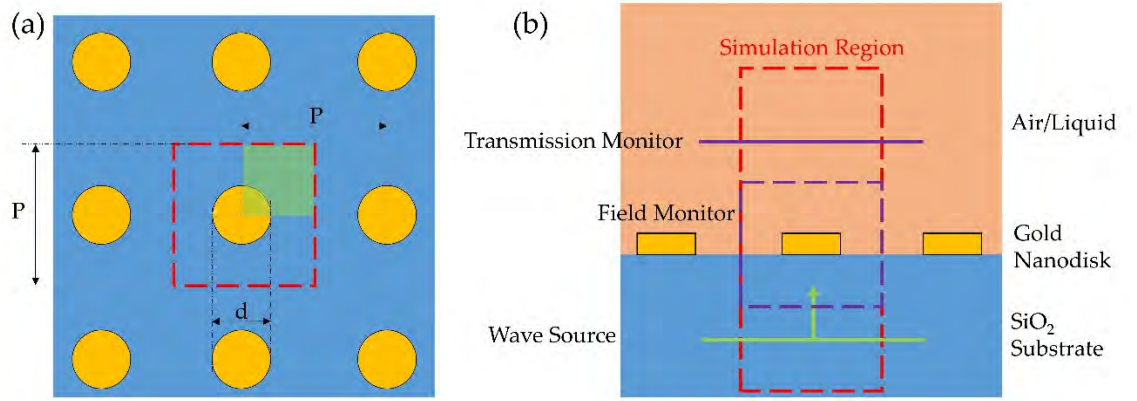 (a)
P
P
d
(b)
Simulation Region
Transmission Monitor
Air/Liquid
Field Monitor
Gold
Nanodisk
Wave Source
SiO₂
Substrate